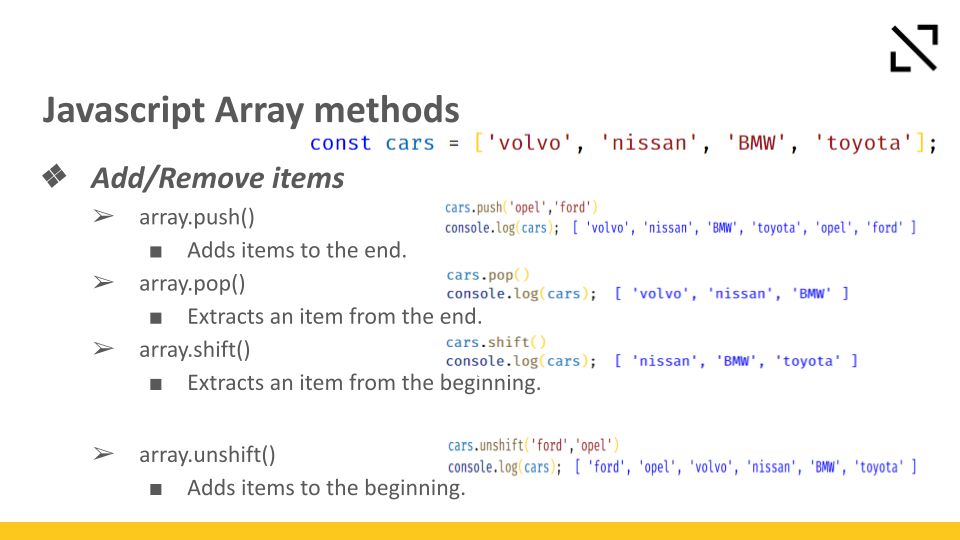 Javascript Array methods
const cars = ['volvo', 'nissan', 'BMW', 'toyota'];
❖ Add/Remove items
➢ array.push()
cars.push('opel','ford')
console.log(cars); [ 'volvo', 'nissan', 'BMW', 'toyota', 'opel', 'ford' ]
■ Adds items to the end.
➢ array.pop()
cars.pop()
console.log(cars); [ 'volvo', 'nissan', 'BMW' ]
■ Extracts an item from the end.
➢ array.shift()
cars.shift()
console.log(cars); [ 'nissan', 'BMW', 'toyota' ]
■ Extracts an item from the beginning.
➢ array.unshift()
cars.unshift('ford','opel')
console.log(cars); [ 'ford', 'opel', 'volvo', 'nissan', 'BMW', 'toyota' ]
■ Adds items to the beginning.